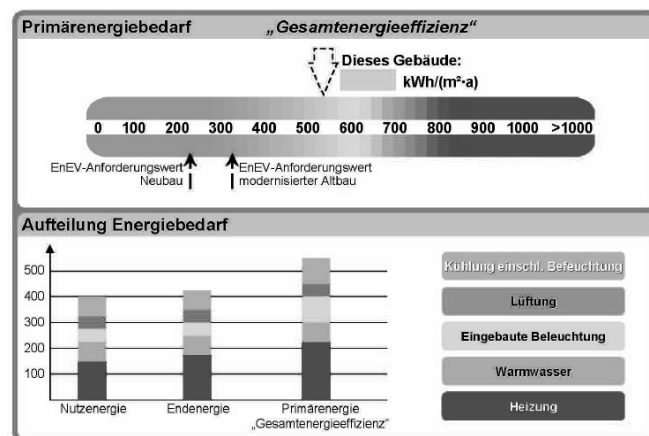 Primärenergiebedarf „Gesamtenergieeffizienz“
Dieses Gebäude:
kWh/(m²·a)
0 100 200 300 400 500 600 700 800 900 1000 >1000
EnEV-Anforderungswert
Neubau
EnEV-Anforderungswert
modernisierter Altbau
Aufteilung Energiebedarf
500
400
300
200
100
Nutzenergie
Endenergie
Primärenergie
„Gesamtenergieeffizienz“
Kühlung einschl. Befeuchtung
Lüftung
Eingebaute Beleuchtung
Warmwasser
Heizung